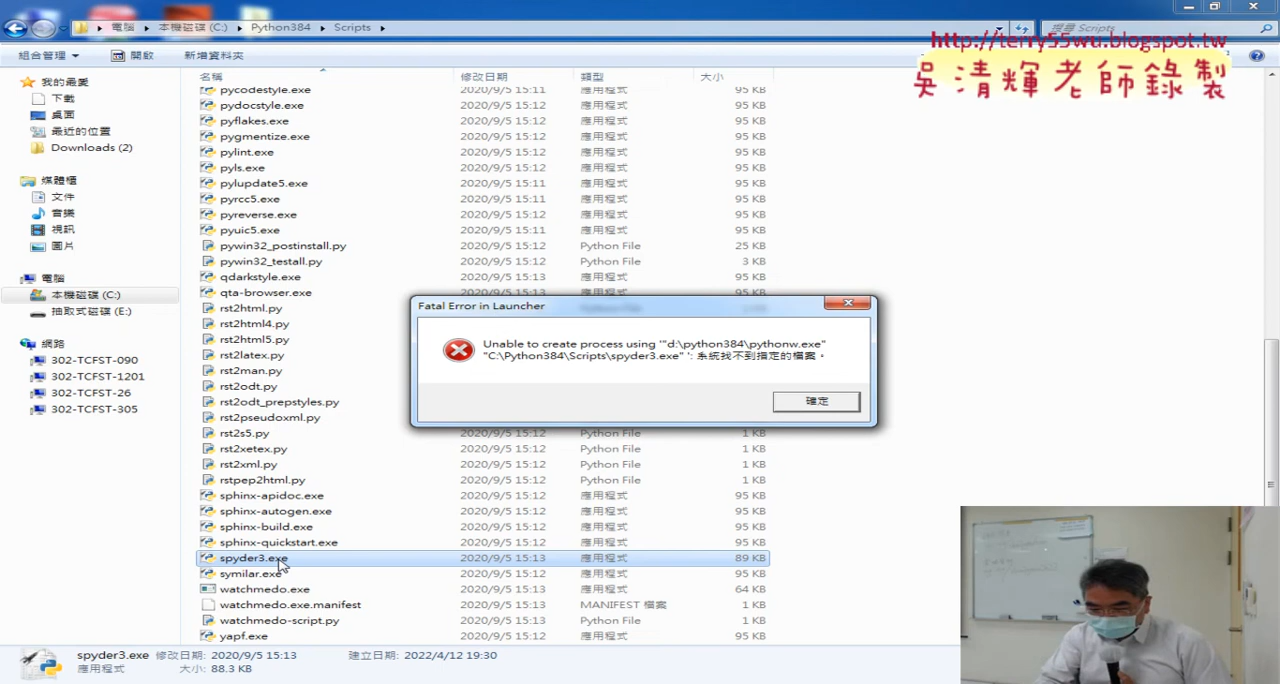 電腦 ▸ 本機磁碟 (C:) ▸ Python384 ▸ Scripts ▸
搜尋 Scripts
http://terry55wu.blogspot.tw
吳清輝老師錄製
組合管理 開啟 新增資料夾
名稱 修改日期 類型 大小
我的最愛
下載
桌面
最近的位置
Downloads (2)
媒體櫃
文件
音樂
視訊
圖片
電腦
本機磁碟 (C:)
抽取式磁碟 (E:)
網路
302-TCFST-090
302-TCFST-1201
302-TCFST-26
302-TCFST-305
pycodestyle.exe 2020/9/5 15:11 應用程式 95 KB
pydocstyle.exe 2020/9/5 15:12 應用程式 95 KB
pyflakes.exe 2020/9/5 15:11 應用程式 95 KB
pygmentize.exe 2020/9/5 15:12 應用程式 95 KB
pylint.exe 2020/9/5 15:12 應用程式 95 KB
pyls.exe 2020/9/5 15:12 應用程式 95 KB
pylupdate5.exe 2020/9/5 15:11 應用程式 95 KB
pyrcc5.exe 2020/9/5 15:11 應用程式 95 KB
pyreverse.exe 2020/9/5 15:12 應用程式 95 KB
pyuic5.exe 2020/9/5 15:11 應用程式 95 KB
pywin32_postinstall.py 2020/9/5 15:12 Python File 25 KB
pywin32_testall.py 2020/9/5 15:12 Python File 3 KB
qdarkstyle.exe 2020/9/5 15:13 應用程式 95 KB
qta-browser.exe 2020/9/5 15:13 應用程式 95 KB
rst2html.py
rst2html4.py
rst2html5.py
rst2latex.py
rst2man.py
rst2odt.py
rst2odt_prepstyles.py
rst2pseudoxml.py
rst2s5.py 2020/9/5 15:12 Python File 1 KB
rst2xetex.py 2020/9/5 15:12 Python File 1 KB
rst2xml.py 2020/9/5 15:12 Python File 1 KB
rstpep2html.py 2020/9/5 15:12 Python File 1 KB
sphinx-apidoc.exe 2020/9/5 15:12 應用程式 95 KB
sphinx-autogen.exe 2020/9/5 15:12 應用程式 95 KB
sphinx-build.exe 2020/9/5 15:12 應用程式 95 KB
sphinx-quickstart.exe 2020/9/5 15:12 應用程式 95 KB
spyder3.exe 2020/9/5 15:13 應用程式 89 KB
symilar.exe 2020/9/5 15:12 應用程式 95 KB
watchmedo.exe 2020/9/5 15:13 應用程式 64 KB
watchmedo.exe.manifest 2020/9/5 15:13 MANIFEST 檔案 1 KB
watchmedo-script.py 2020/9/5 15:13 Python File 1 KB
yapf.exe 2020/9/5 15:12 應用程式 95 KB
Fatal Error in Launcher
Unable to create process using '"d:\python384\pythonw.exe"
"C:\Python384\Scripts\spyder3.exe" ': 系統找不到指定的檔案。
確定
spyder3.exe 修改日期: 2020/9/5 15:13 建立日期: 2022/4/12 19:30
應用程式 大小: 88.3 KB